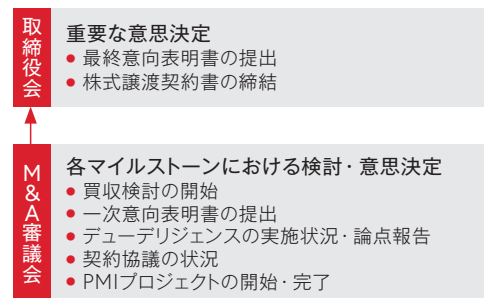 取締役会
重要な意思決定
● 最終意向表明書の提出
● 株式譲渡契約書の締結
M&A審議会
各マイルストーンにおける検討・意思決定
● 買収検討の開始
● 一次意向表明書の提出
● デューデリジェンスの実施状況・論点報告
● 契約協議の状況
● PMIプロジェクトの開始・完了